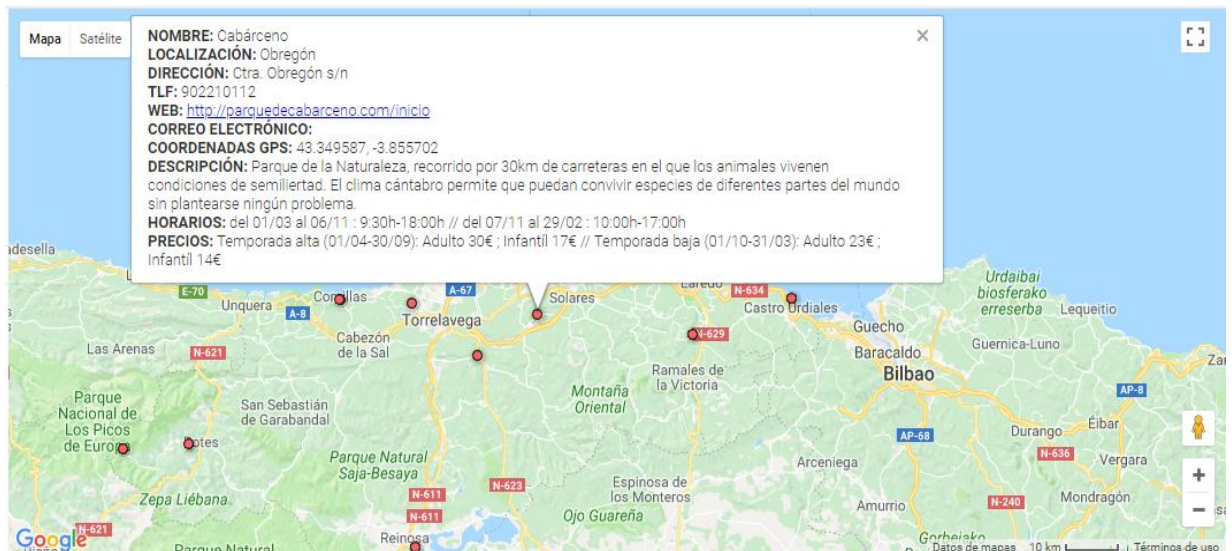 Mapa Satélite
NOMBRE: Cabárceno
LOCALIZACIÓN: Obregón
DIRECCIÓN: Ctra. Obregón s/n
TLF: 902210112
WEB: http://parquedecabarceno.com/inicio
CORREO ELECTRÓNICO:
COORDENADAS GPS: 43.349587, -3.855702
DESCRIPCIÓN: Parque de la Naturaleza, recorrido por 30km de carreteras en el que los animales vivenen
condiciones de semiliertad. El clima cántabro permite que puedan convivir especies de diferentes partes del mundo
sin plantearse ningún problema.
HORARIOS: del 01/03 al 06/11 : 9:30h-18:00h // del 07/11 al 29/02 : 10:00h-17:00h
PRECIOS: Temporada alta (01/04-30/09): Adulto 30€ ; Infantíl 17€ // Temporada baja (01/10-31/03): Adulto 23€ ;
Infantíl 14€
adesella
Urdaibai
biosferako
erreserba
Lequeitio
E-70
A-67
Laredo
N-634
Unquera
A-8
Comillas
Solares
Castro Urdiales
Torrelavega
Cabezón
de la Sal
N-629
Guecho
Baracaldo
Bilbao
Guernica-Luno
Las Arenas
N-621
Ramales de
la Victoria
AP-8
Montaña
Oriental
Parque
Nacional de
Los Picos
de Europa
San Sebastián
de Garabandal
Potes
Durango
Éibar
AP-68
N-636
Vergara
Parque Natural
Saja-Besaya
Arceniega
Zepa Liébana
N-611
N-623
Espinosa de
los Monteros
Amurrio
N-240
Mondragón
N-611
Ojo Guareña
N-621
Google
Reinosa
Gorbeiako
Parque Natural
Datos de mapas 10 km Términos de uso